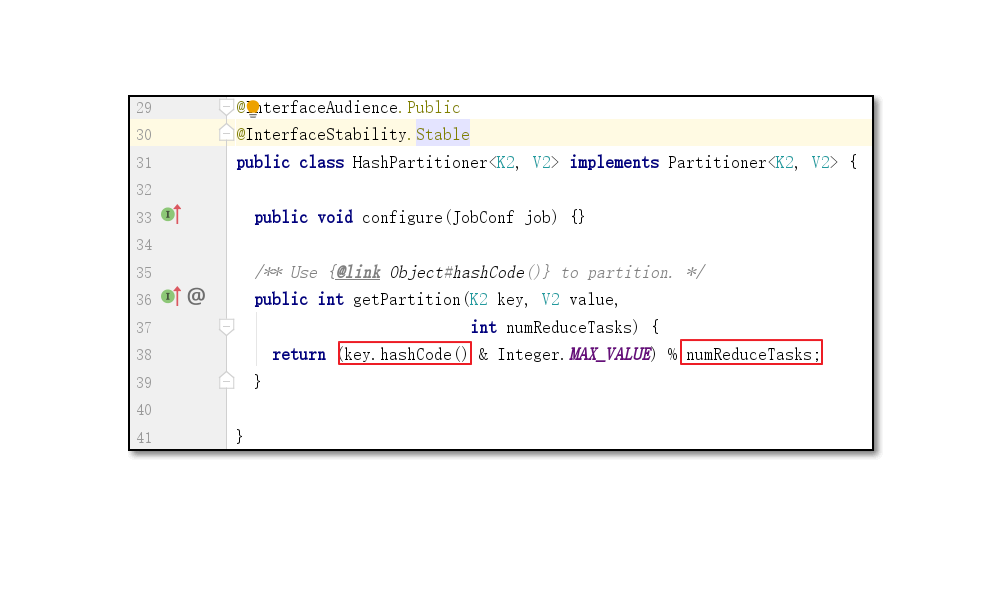 29 @InterfaceAudience.Public
30 @InterfaceStability.Stable
31 public class HashPartitioner<K2, V2> implements Partitioner<K2, V2> {
32
33 public void configure(JobConf job) {}
34
35 /** Use {@link Object#hashCode()} to partition. */
36 @ public int getPartition(K2 key, V2 value,
37 int numReduceTasks) {
38 return (key.hashCode() & Integer.MAX_VALUE) % numReduceTasks;
39 }
40
41 }